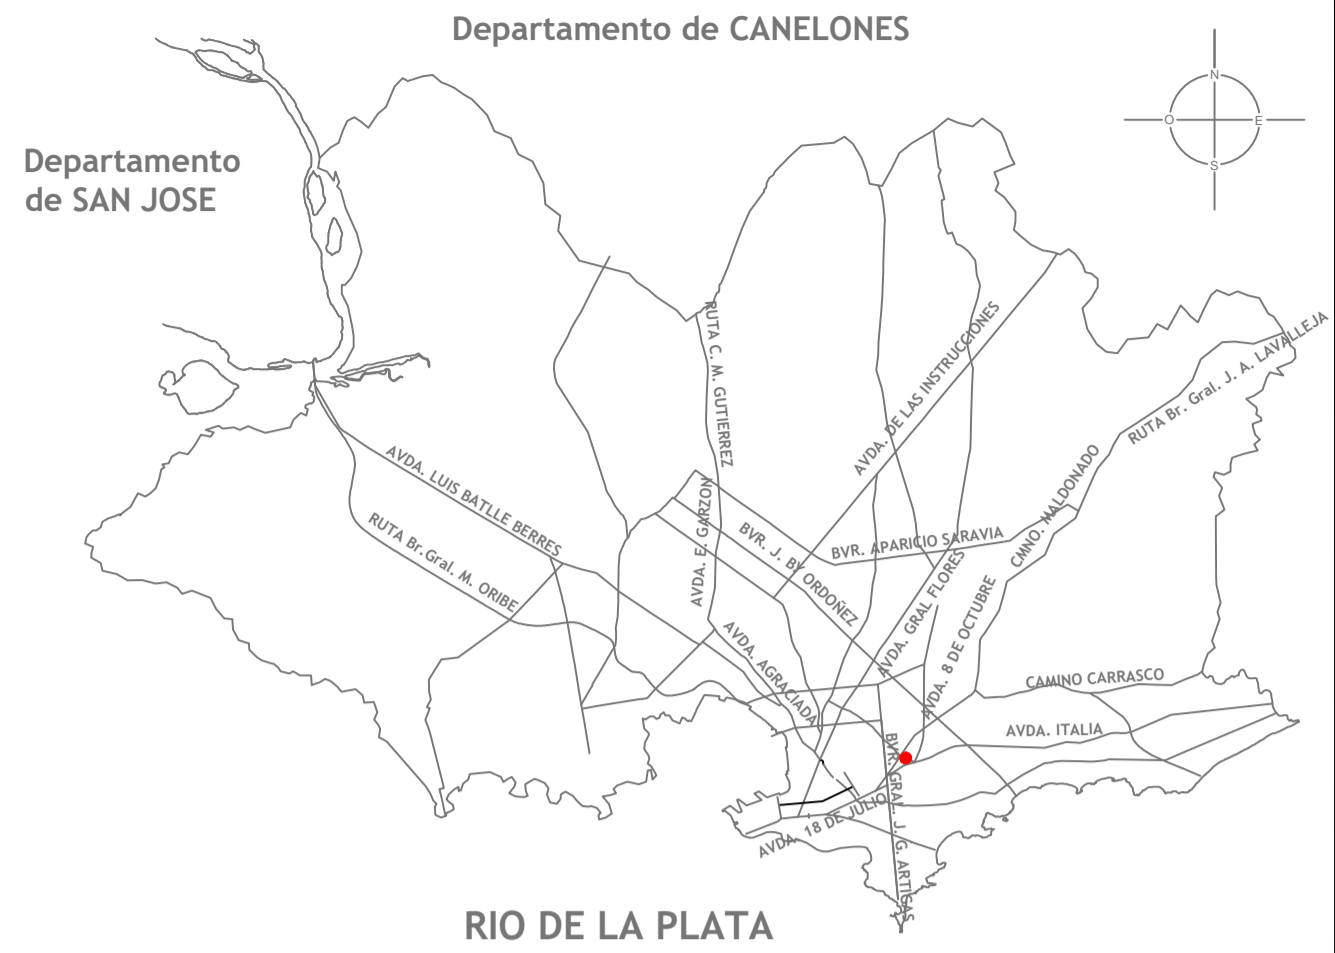 Departamento de CANELONES
N
O
E
S
Departamento
de SAN JOSE
RUTA C. M. GUTIERREZ
AVDA. DE LAS INSTRUCCIONES
RUTA Br. Gral. J. A. LAVALLEJA
AVDA. LUIS BATLLE BERRES
RUTA Br.Gral. M. ORIBE
AVDA. E. GARZON
BVR. J. BY ORDOÑEZ
BVR. APARICIO SARAVIA
CMNO. MALDONADO
AVDA. GRAL FLORES
AVDA. 8 DE OCTUBRE
AVDA. AGRACIADA
CAMINO CARRASCO
AVDA. ITALIA
BVR. GRAL. J. G. ARTIGAS
AVDA. 18 DE JULIO
RIO DE LA PLATA